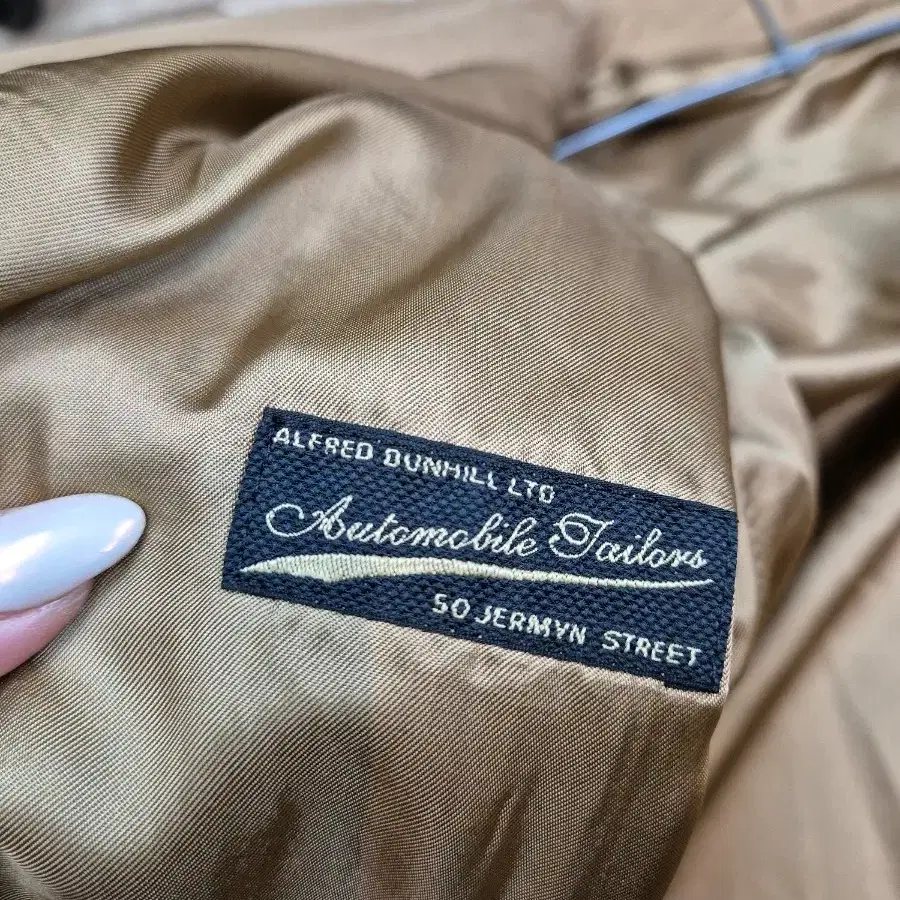 ALFRED DUNHILL LTD
Automobile Tailors
50 JERMYN STREET